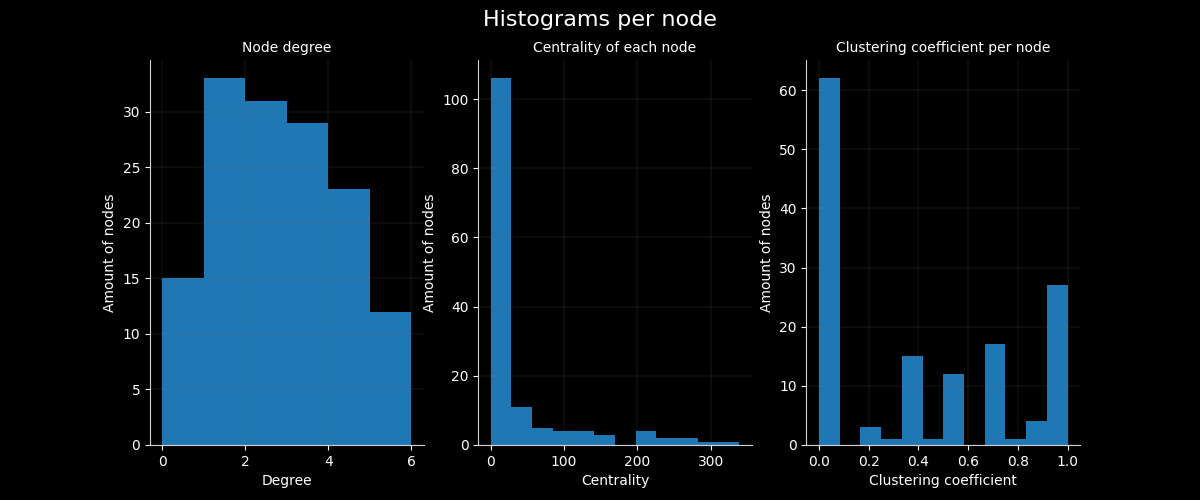 Histograms per node
Node degree
Amount of nodes
0
5
10
15
20
25
30
0 2 4 6
Degree
Centrality of each node
Amount of nodes
0
20
40
60
80
100
0 100 200 300
Centrality
Clustering coefficient per node
Amount of nodes
0
10
20
30
40
50
60
0.0 0.2 0.4 0.6 0.8 1.0
Clustering coefficient